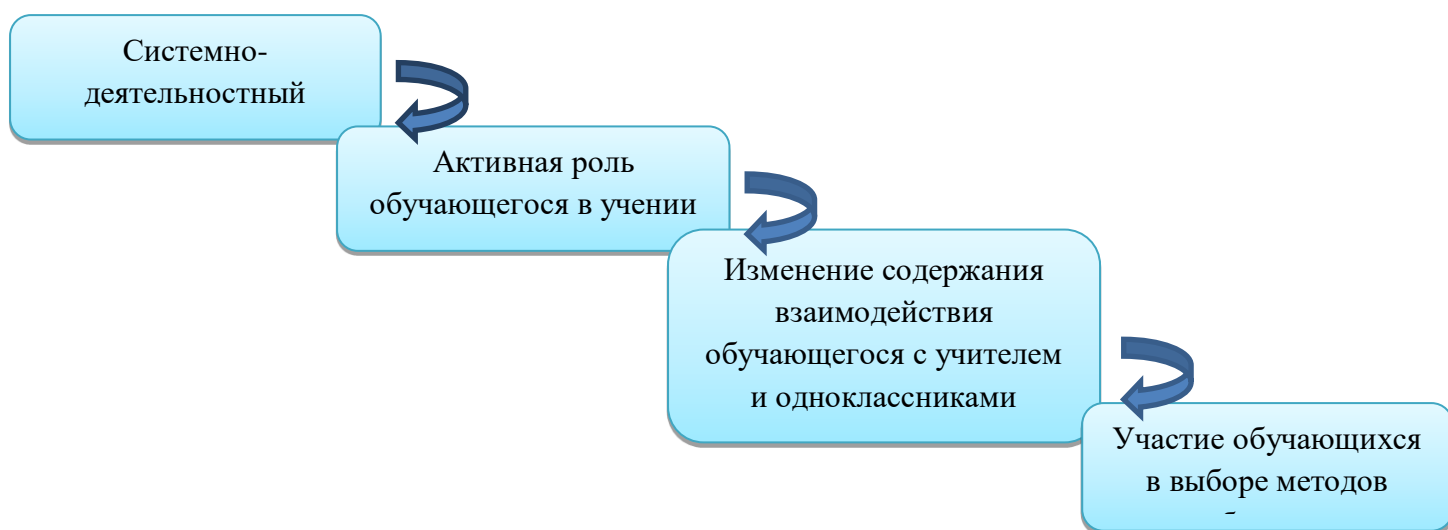 Системно-
деятельностный
Активная роль
обучающегося в учении
Изменение содержания
взаимодействия
обучающегося с учителем
и одноклассниками
Участие обучающихся
в выборе методов